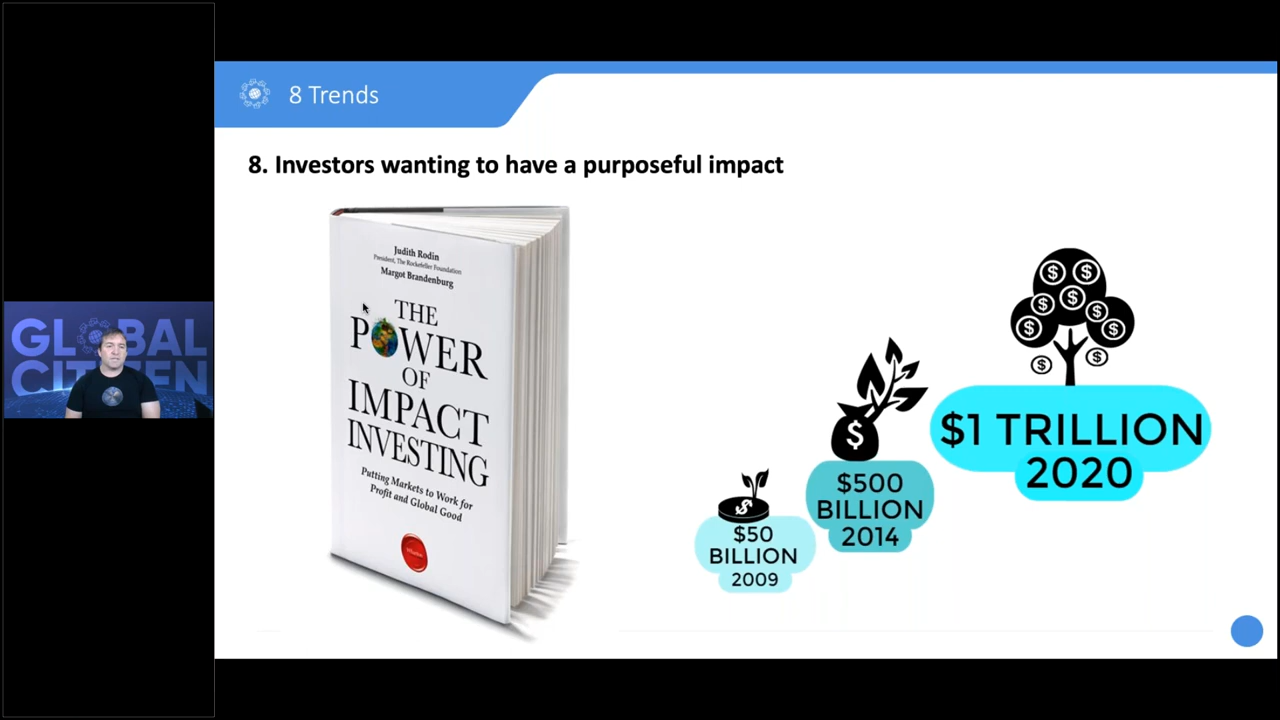 8 Trends
8. Investors wanting to have a purposeful impact
Judith Rodin
President, The Rockefeller Foundation
Margot Brandenburg
THE
POWER
OF
IMPACT
INVESTING
Putting Markets to Work for
Profit and Global Good
$50
BILLION
2009
$500
BILLION
2014
$1 TRILLION
2020
GLOBAL
CITIZEN